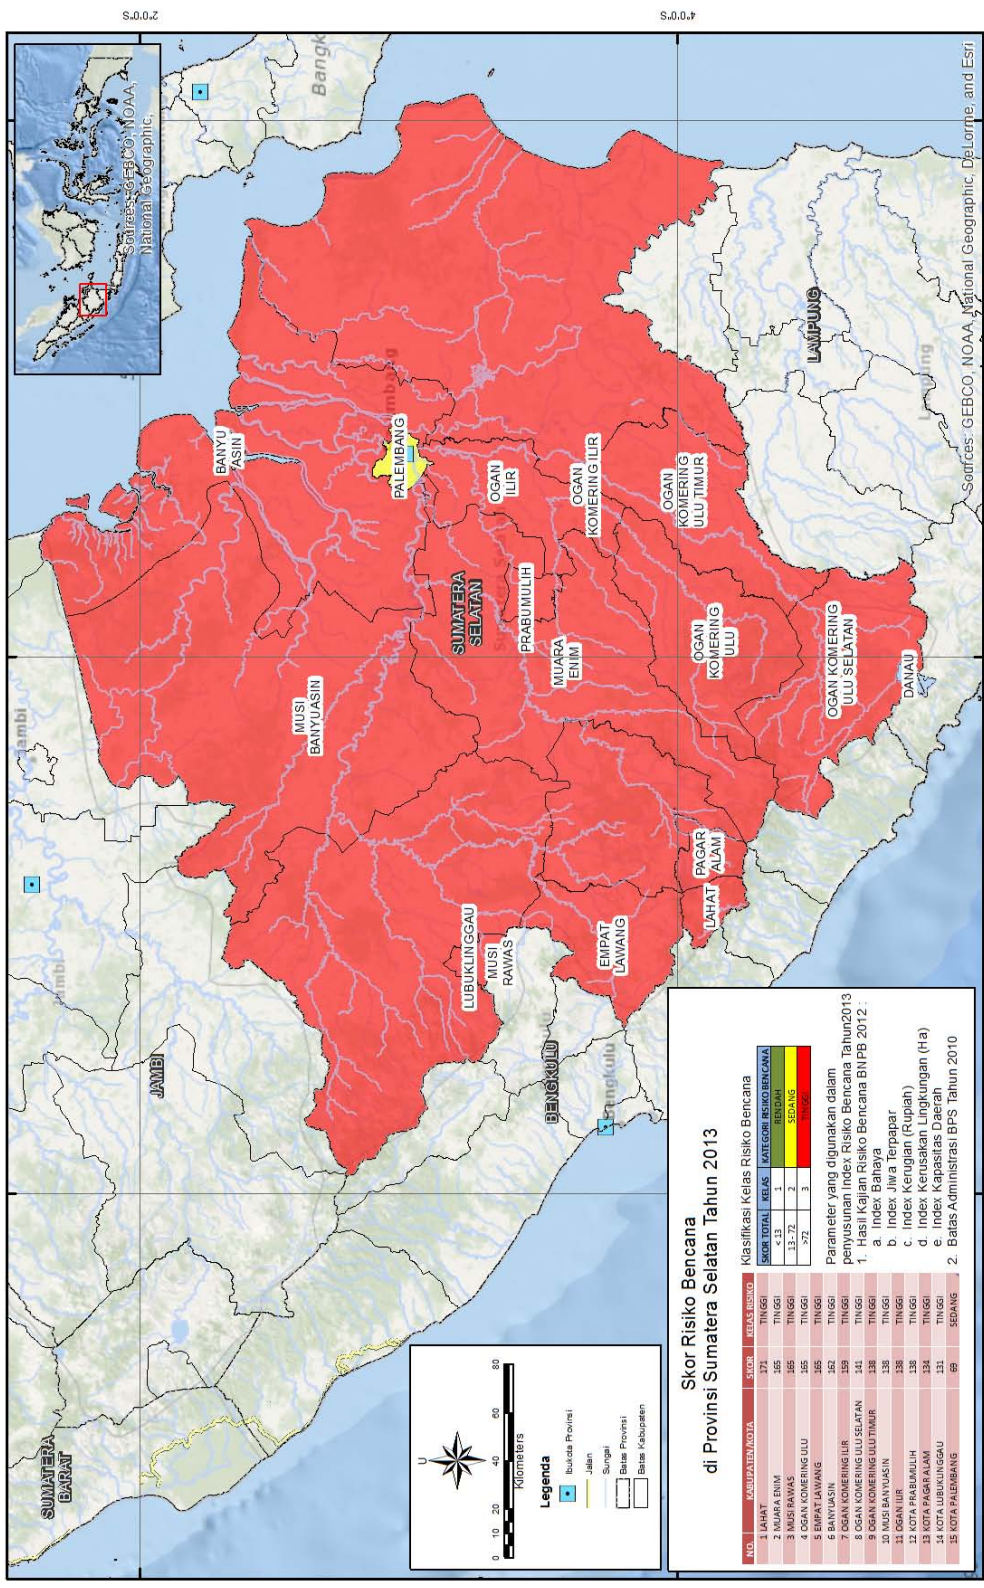 2°0'S
4°0'S
Sources: GEBCO, NOAA,
National Geographic,
Bangk
Jambi
Jambi
JAMBI
SUMATERA
BARAT
BENGKULU
Bengkulu
LAMPUNG
Lampung
SUMATERA
SELATAN
BANYU
ASIN
PALEMBANG
OGAN
ILIR
OGAN
KOMERING ILIR
OGAN
KOMERING
ULU TIMUR
PRABUMULIH
MUARA
ENIM
OGAN
KOMERING
ULU
OGAN KOMERING
ULU SELATAN
DANAU
MUSI
BANYUASIN
LUBUKLINGGAU
MUSI
RAWAS
EMPAT
LAWANG
LAHAT
PAGAR
ALAM
Sources: GEBCO, NOAA, National Geographic, DeLorme, and Esri
U
0 10 20 40 60 80
Kilometers
Legenda
Ibukota Provinsi
Jalan
Sungai
Batas Provinsi
Batas Kabupaten
Skor Risiko Bencana
di Provinsi Sumatera Selatan Tahun 2013
NO. KABUPATEN/KOTA SKOR KELAS RISIKO
1 LAHAT 171 TINGGI
2 MUARA ENIM 165 TINGGI
3 MUSI RAWAS 165 TINGGI
4 OGAN KOMERING ULU 165 TINGGI
5 EMPAT LAWANG 165 TINGGI
6 BANYUASIN 162 TINGGI
7 OGAN KOMERING ILIR 159 TINGGI
8 OGAN KOMERING ULU SELATAN 141 TINGGI
9 OGAN KOMERING ULU TIMUR 138 TINGGI
10 MUSI BANYUASIN 138 TINGGI
11 OGAN ILIR 138 TINGGI
12 KOTA PRABUMULIH 138 TINGGI
13 KOTA PAGAR ALAM 134 TINGGI
14 KOTA LUBUKLINGGAU 131 TINGGI
15 KOTA PALEMBANG 69 SEDANG
Klasifikasi Kelas Risiko Bencana
SKOR TOTAL KELAS KATEGORI RISIKO BENCANA
< 13 1 RENDAH
13 - 72 2 SEDANG
>72 3 TINGGI
Parameter yang digunakan dalam
penyusunan Index Risiko Bencana Tahun2013
1. Hasil Kajian Risiko Bencana BNPB 2012 :
a. Index Bahaya
b. Index Jiwa Terpapar
c. Index Kerugian (Rupiah)
d. Index Kerusakan Lingkungan (Ha)
e. Index Kapasitas Daerah
2. Batas Administrasi BPS Tahun 2010